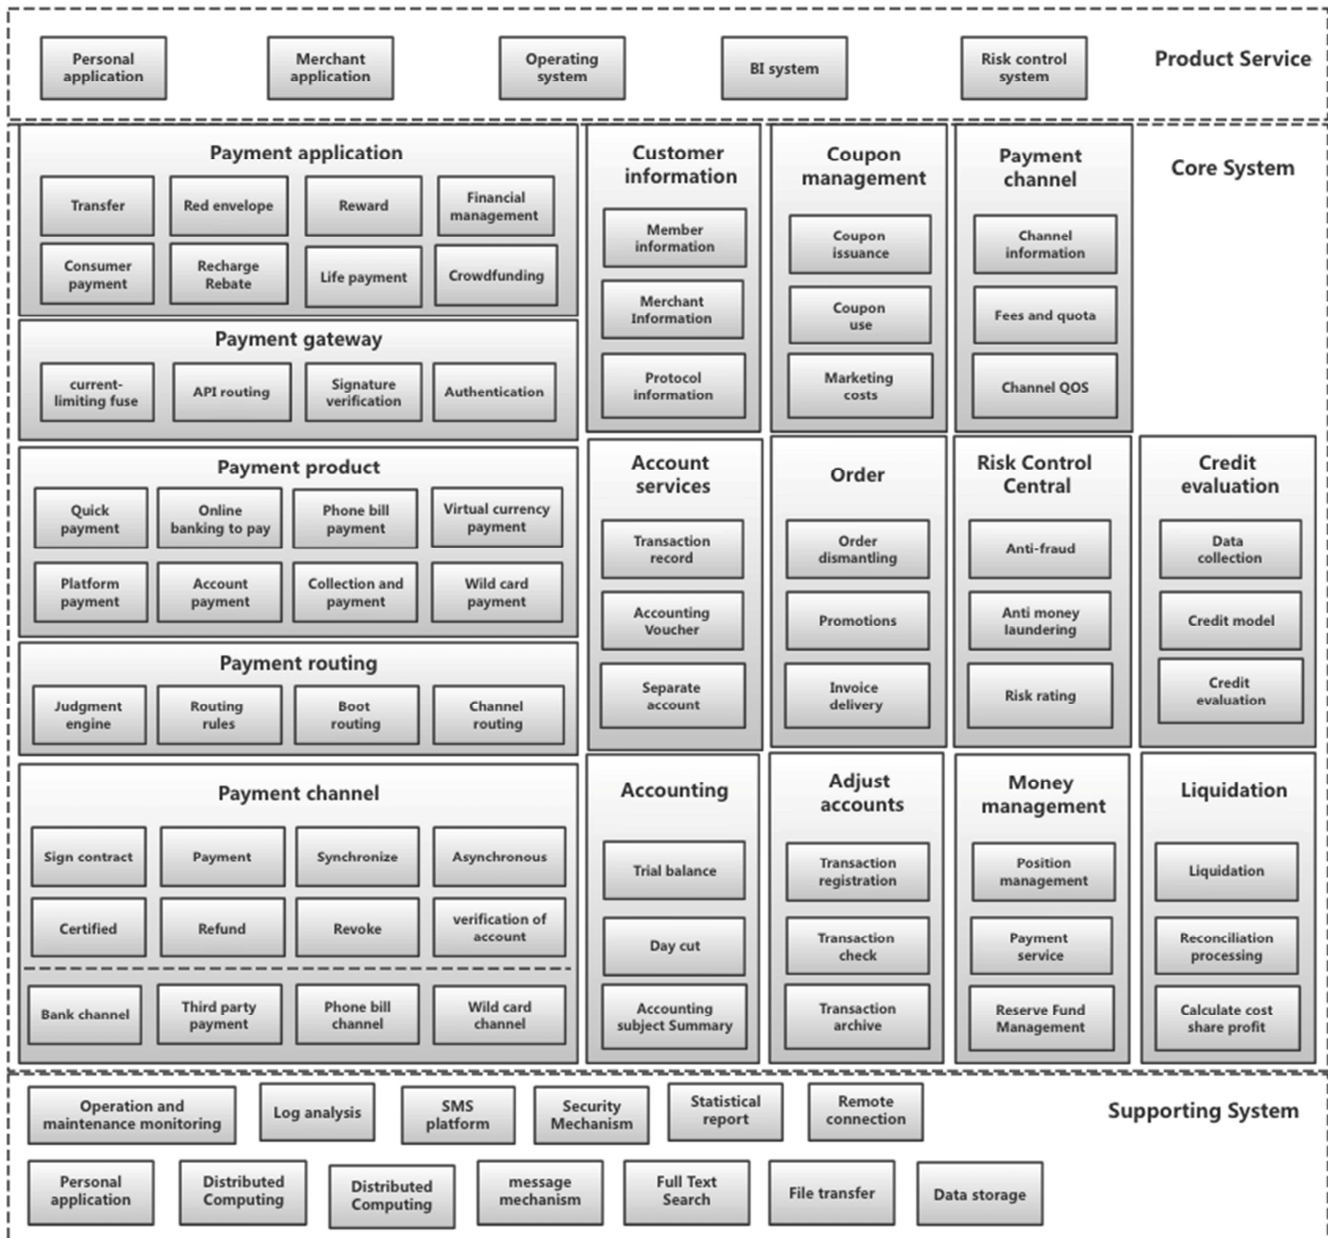 Personal
application
Merchant
application
Operating
system
BI system
Risk control
system
Product Service
Payment application
Transfer
Red envelope
Reward
Financial
management
Consumer
payment
Recharge
Rebate
Life payment
Crowdfunding
Payment gateway
current-
limiting fuse
API routing
Signature
verification
Authentication
Payment product
Quick
payment
Online
banking to pay
Phone bill
payment
Virtual currency
payment
Platform
payment
Account
payment
Collection and
payment
Wild card
payment
Payment routing
Judgment
engine
Routing
rules
Boot
routing
Channel
routing
Payment channel
Sign contract
Payment
Synchronize
Asynchronous
Certified
Refund
Revoke
verification of
account
Bank channel
Third party
payment
Phone bill
channel
Wild card
channel
Customer
information
Member
information
Merchant
Information
Protocol
information
Coupon
management
Coupon
issuance
Coupon
use
Marketing
costs
Payment
channel
Channel
information
Fees and quota
Channel QOS
Core System
Account
services
Transaction
record
Accounting
Voucher
Separate
account
Order
Order
dismantling
Promotions
Invoice
delivery
Risk Control
Central
Anti-fraud
Anti money
laundering
Risk rating
Credit
evaluation
Data
collection
Credit model
Credit
evaluation
Accounting
Trial balance
Day cut
Accounting
subject Summary
Adjust
accounts
Transaction
registration
Transaction
check
Transaction
archive
Money
management
Position
management
Payment
service
Reserve Fund
Management
Liquidation
Liquidation
Reconciliation
processing
Calculate cost
share profit
Operation and
maintenance monitoring
Log analysis
SMS
platform
Security
Mechanism
Statistical
report
Remote
connection
Supporting System
Personal
application
Distributed
Computing
Distributed
Computing
message
mechanism
Full Text
Search
File transfer
Data storage